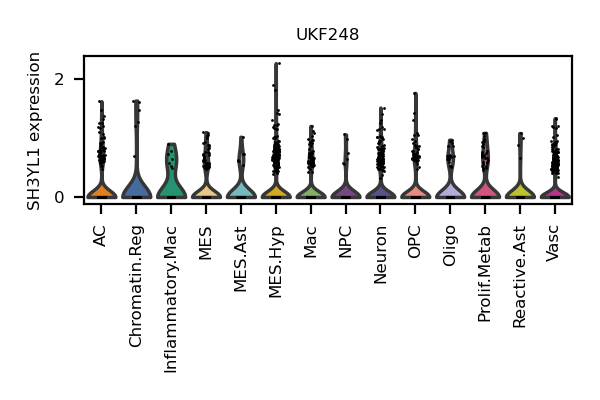 UKF248
SH3YL1 expression
2
0
AC
Chromatin.Reg
Inflammatory.Mac
MES
MES.Ast
MES.Hyp
Mac
NPC
Neuron
OPC
Oligo
Prolif.Metab
Reactive.Ast
Vasc